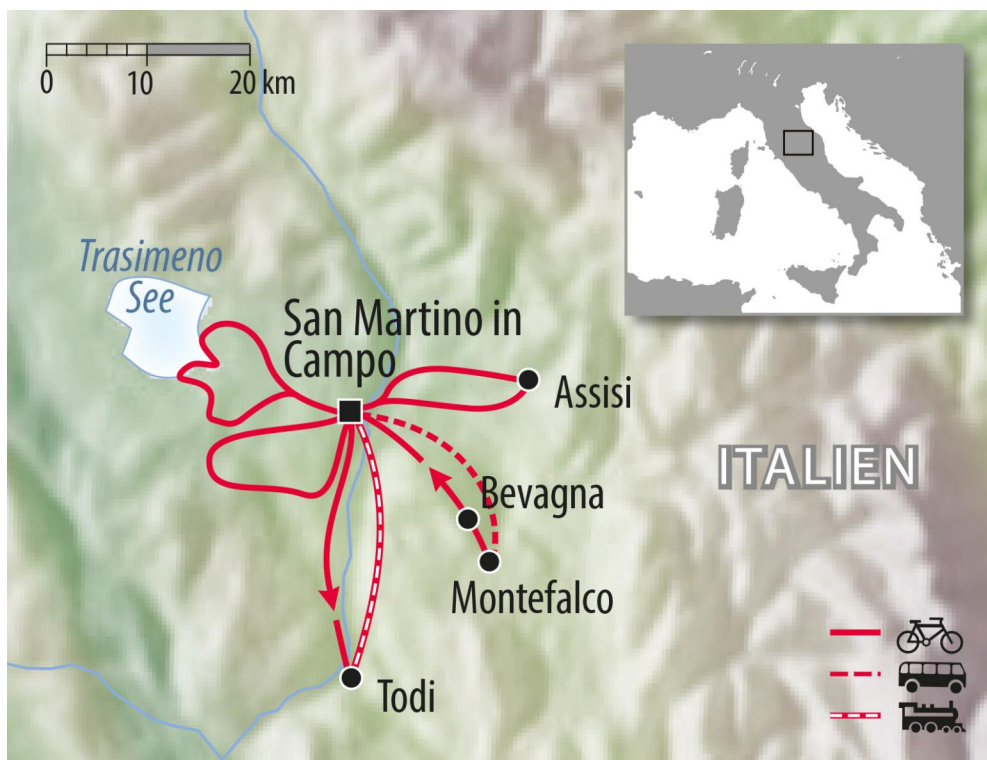 0 10 20 km
Trasimeno
See
San Martino in
Campo
Assisi
ITALIEN
Bevagna
Montefalco
Todi